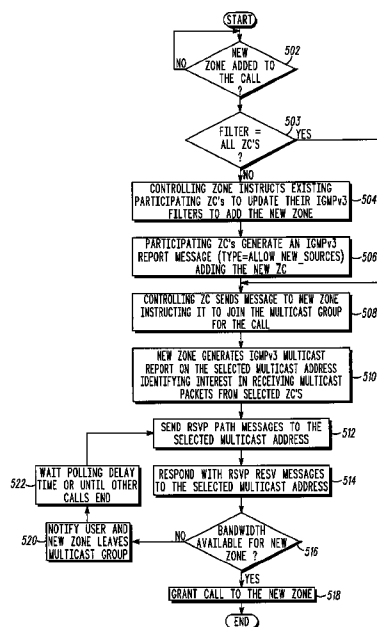 START
NEW
ZONE ADDED TO
THE CALL
?
502
NO
FILTER =
ALL ZC'S
?
503
YES
NO
CONTROLLING ZONE INSTRUCTS EXISTING
PARTICIPATING ZC's TO UPDATE THEIR IGMPv3
FILTERS TO ADD THE NEW ZONE
504
PARTICIPATING ZC's GENERATE AN IGMPv3
REPORT MESSAGE (TYPE=ALLOW_NEW_SOURCES)
ADDING THE NEW ZC
506
CONTROLLING ZC SENDS MESSAGE TO NEW ZONE
INSTRUCTING IT TO JOIN THE MULTICAST GROUP
FOR THE CALL
508
NEW ZONE GENERATES IGMPv3 MULTICAST
REPORT ON THE SELECTED MULTICAST ADDRESS
IDENTIFYING INTEREST IN RECEIVING MULTICAST
PACKETS FROM SELECTED ZC'S
510
SEND RSVP PATH MESSAGES TO THE
SELECTED MULTICAST ADDRESS
512
RESPOND WITH RSVP RESV MESSAGES
TO THE SELECTED MULTICAST ADDRESS
514
522
WAIT POLLING DELAY
TIME OR UNTIL OTHER
CALLS END
520
NOTIFY USER AND
NEW ZONE LEAVES
MULTICAST GROUP
NO
BANDWIDTH
AVAILABLE FOR NEW
ZONE ?
516
YES
GRANT CALL TO THE NEW ZONE
518
END